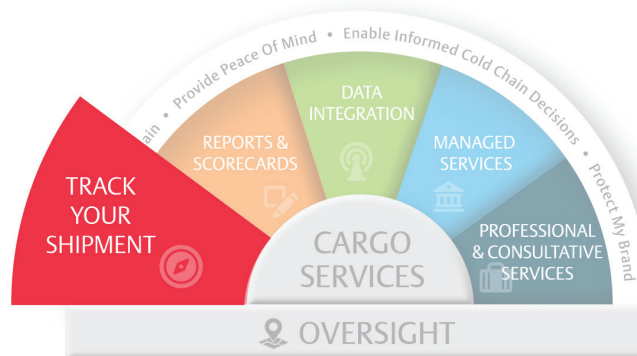 ain • Provide Peace Of Mind • Enable Informed Cold Chain Decisions • Protect My Brand
TRACK
YOUR
SHIPMENT
REPORTS &
SCORECARDS
DATA
INTEGRATION
MANAGED
SERVICES
PROFESSIONAL
& CONSULTATIVE
SERVICES
CARGO
SERVICES
OVERSIGHT